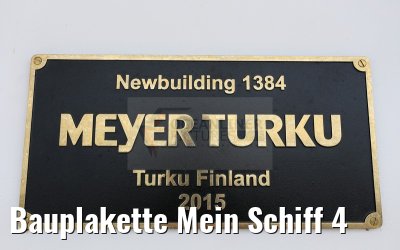 Newbuilding 1384
MEYER TURKU
Turku Finland
2015
Bauplakette Mein Schiff 4